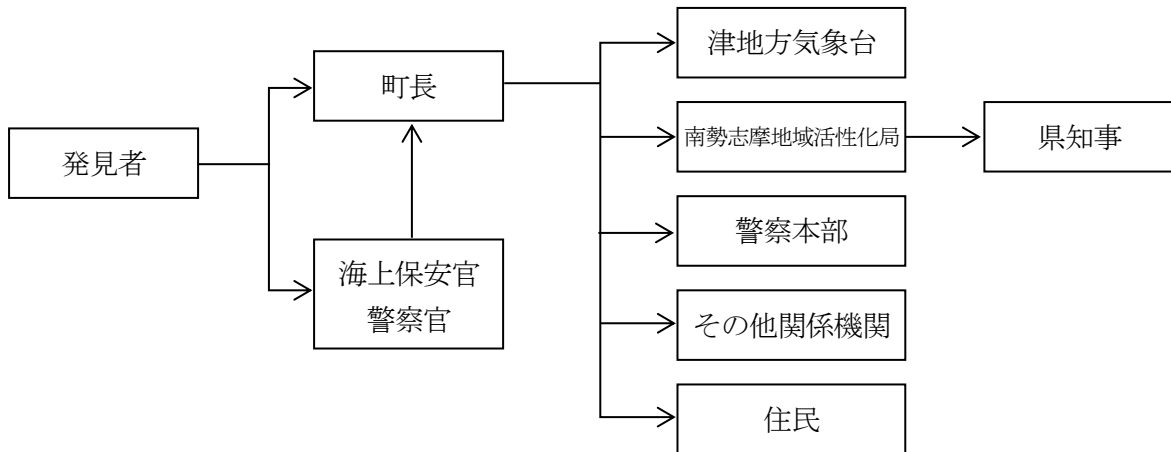 発見者
町長
海上保安官
警察官
津地方気象台
南勢志摩地域活性化局
県知事
警察本部
その他関係機関
住民